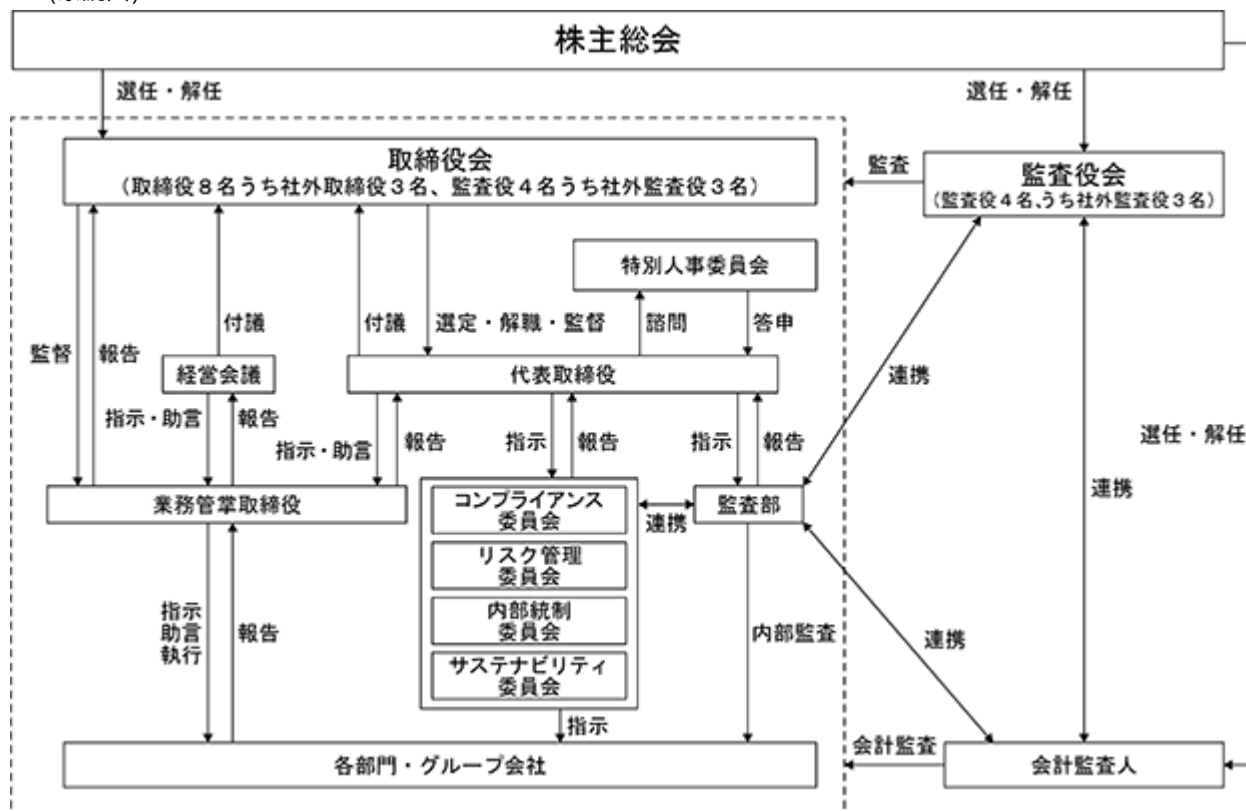 株主総会
選任・解任
選任・解任
取締役会
(取締役8名うち社外取締役3名、監査役4名うち社外監査役3名)
監査
監査役会
(監査役4名、うち社外監査役3名)
特別人事委員会
監督
報告
付議
付議
選定・解職・監督
諮問
答申
経営会議
代表取締役
連携
指示・助言
報告
指示・助言
報告
指示
報告
指示
報告
選任・解任
業務管掌取締役
コンプライアンス
委員会
連携
監査部
連携
リスク管理
委員会
指示
助言
執行
報告
内部統制
委員会
内部監査
連携
サステナビリティ
委員会
指示
各部門・グループ会社
会計監査
会計監査人